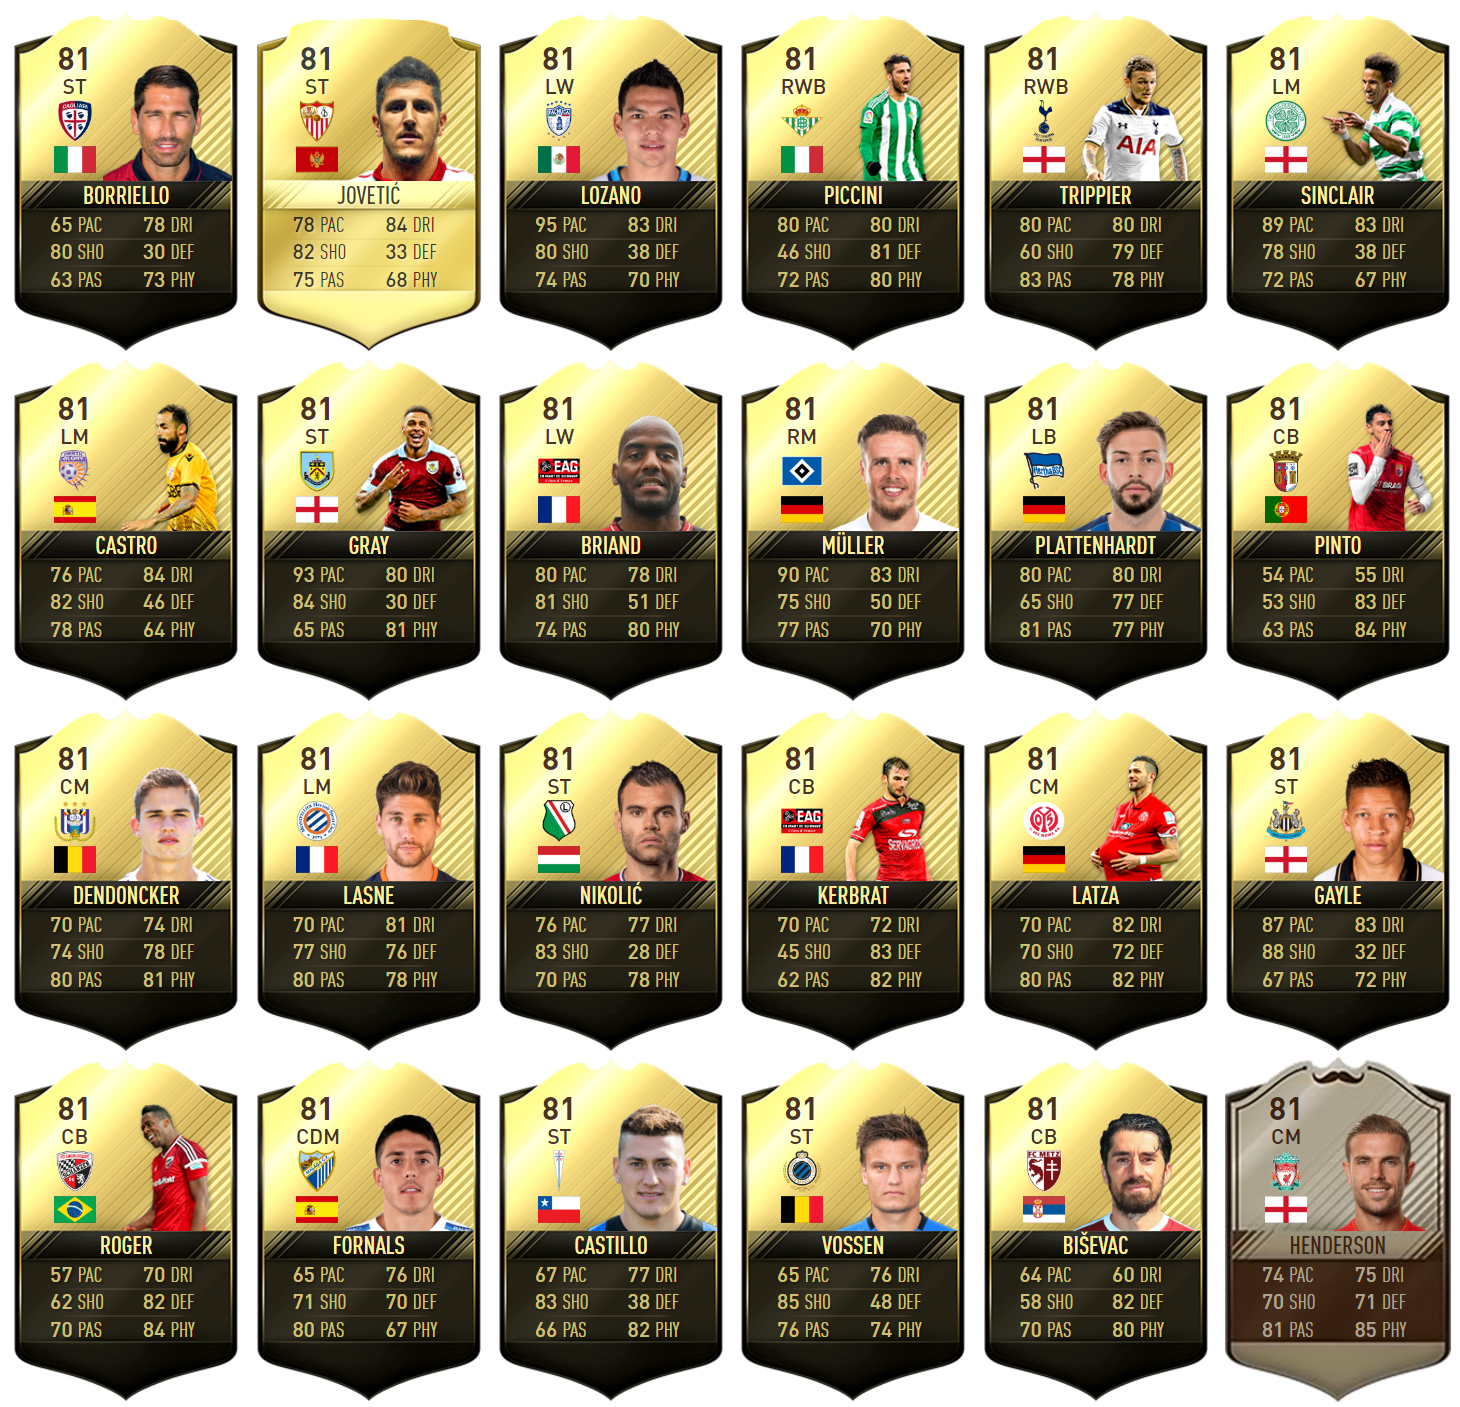 81
ST
BORRIELLO
65 PAC 78 DRI
80 SHO 30 DEF
63 PAS 73 PHY
81
ST
JOVETIĆ
78 PAC 84 DRI
82 SHO 33 DEF
75 PAS 68 PHY
81
LW
LOZANO
95 PAC 83 DRI
80 SHO 38 DEF
74 PAS 70 PHY
81
RWB
PICCINI
80 PAC 80 DRI
46 SHO 81 DEF
72 PAS 80 PHY
81
RWB
AIA
TRIPPIER
80 PAC 80 DRI
60 SHO 79 DEF
83 PAS 78 PHY
81
LM
SINCLAIR
89 PAC 83 DRI
78 SHO 38 DEF
72 PAS 67 PHY
81
LM
CASTRO
76 PAC 84 DRI
82 SHO 46 DEF
78 PAS 64 PHY
81
ST
GRAY
93 PAC 80 DRI
84 SHO 30 DEF
65 PAS 81 PHY
81
LW
EAG
BRIAND
80 PAC 78 DRI
81 SHO 51 DEF
74 PAS 80 PHY
81
RM
MÜLLER
90 PAC 83 DRI
75 SHO 50 DEF
77 PAS 70 PHY
81
LB
PLATTENHARDT
80 PAC 80 DRI
65 SHO 77 DEF
81 PAS 77 PHY
81
CB
PINTO
54 PAC 55 DRI
53 SHO 83 DEF
63 PAS 84 PHY
81
CM
DENDONCKER
70 PAC 74 DRI
74 SHO 78 DEF
80 PAS 81 PHY
81
LM
LASNE
70 PAC 81 DRI
77 SHO 76 DEF
80 PAS 78 PHY
81
ST
NIKOLIĆ
76 PAC 77 DRI
83 SHO 28 DEF
70 PAS 78 PHY
81
CB
EAG
KERBRAT
70 PAC 72 DRI
45 SHO 83 DEF
62 PAS 82 PHY
81
CM
LATZA
70 PAC 82 DRI
70 SHO 72 DEF
80 PAS 82 PHY
81
ST
GAYLE
87 PAC 83 DRI
88 SHO 32 DEF
67 PAS 72 PHY
81
CB
ROGER
57 PAC 70 DRI
62 SHO 82 DEF
70 PAS 84 PHY
81
CDM
FORNALS
65 PAC 76 DRI
71 SHO 70 DEF
80 PAS 67 PHY
81
ST
CASTILLO
67 PAC 77 DRI
83 SHO 38 DEF
66 PAS 82 PHY
81
ST
VOSSEN
65 PAC 76 DRI
85 SHO 48 DEF
76 PAS 74 PHY
81
CB
FC METZ
BIŠEVAC
64 PAC 60 DRI
58 SHO 82 DEF
70 PAS 80 PHY
81
CM
HENDERSON
74 PAC 75 DRI
70 SHO 71 DEF
81 PAS 85 PHY